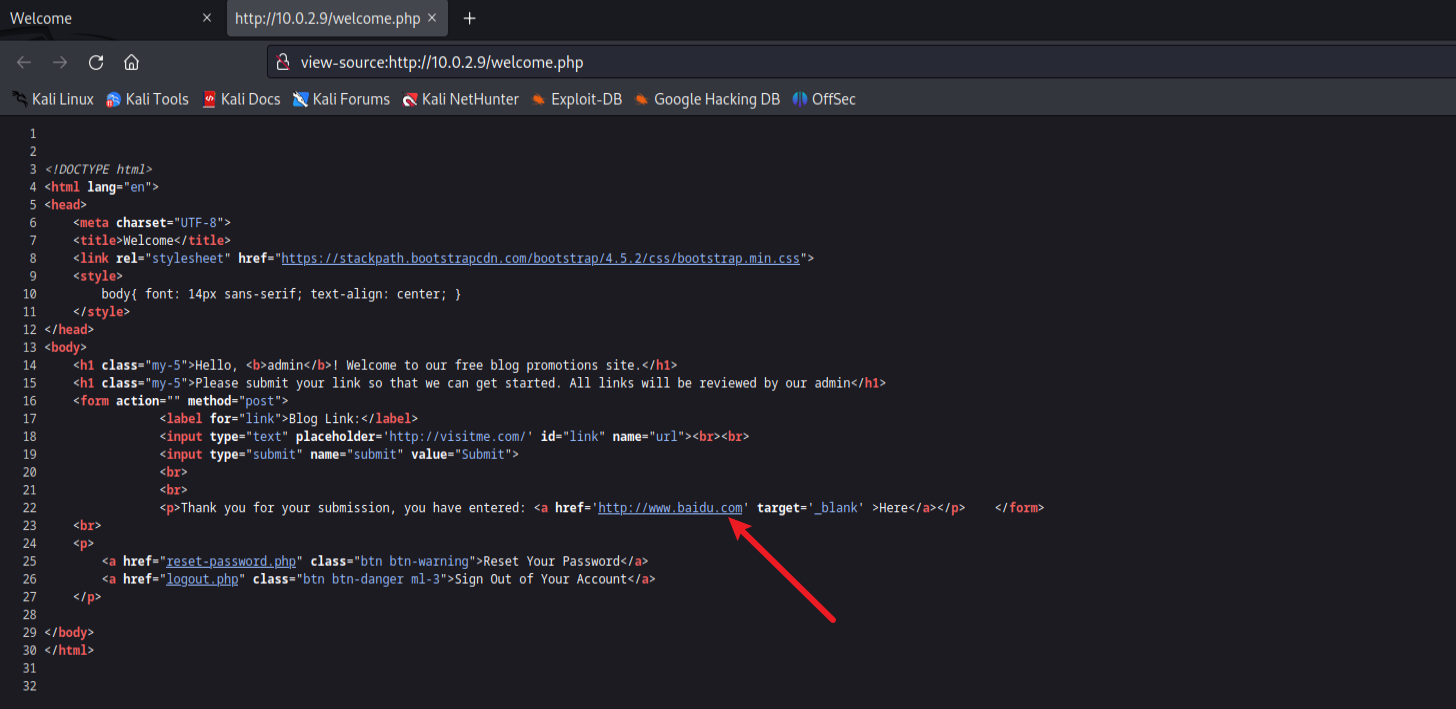 Welcome × http://10.0.2.9/welcome.php × +
view-source:http://10.0.2.9/welcome.php
Kali Linux Kali Tools Kali Docs Kali Forums Kali NetHunter Exploit-DB Google Hacking DB OffSec
1
2
3 <!DOCTYPE html>
4 <html lang="en">
5 <head>
6     <meta charset="UTF-8">
7     <title>Welcome</title>
8     <link rel="stylesheet" href="https://stackpath.bootstrapcdn.com/bootstrap/4.5.2/css/bootstrap.min.css">
9     <style>
10         body{ font: 14px sans-serif; text-align: center; }
11     </style>
12 </head>
13 <body>
14     <h1 class="my-5">Hello, <b>admin</b>! Welcome to our free blog promotions site.</h1>
15     <h1 class="my-5">Please submit your link so that we can get started. All links will be reviewed by our admin</h1>
16     <form action="" method="post">
17                 <label for="link">Blog Link:</label>
18                 <input type="text" placeholder='http://visitme.com/' id="link" name="url"><br><br>
19                 <input type="submit" name="submit" value="Submit">
20                 <br>
21                 <br>
22                 <p>Thank you for your submission, you have entered: <a href='http://www.baidu.com' target='_blank' >Here</a></p>    </form>
23     <br>
24     <p>
25         <a href="reset-password.php" class="btn btn-warning">Reset Your Password</a>
26         <a href="logout.php" class="btn btn-danger ml-3">Sign Out of Your Account</a>
27     </p>
28
29 </body>
30 </html>
31
32